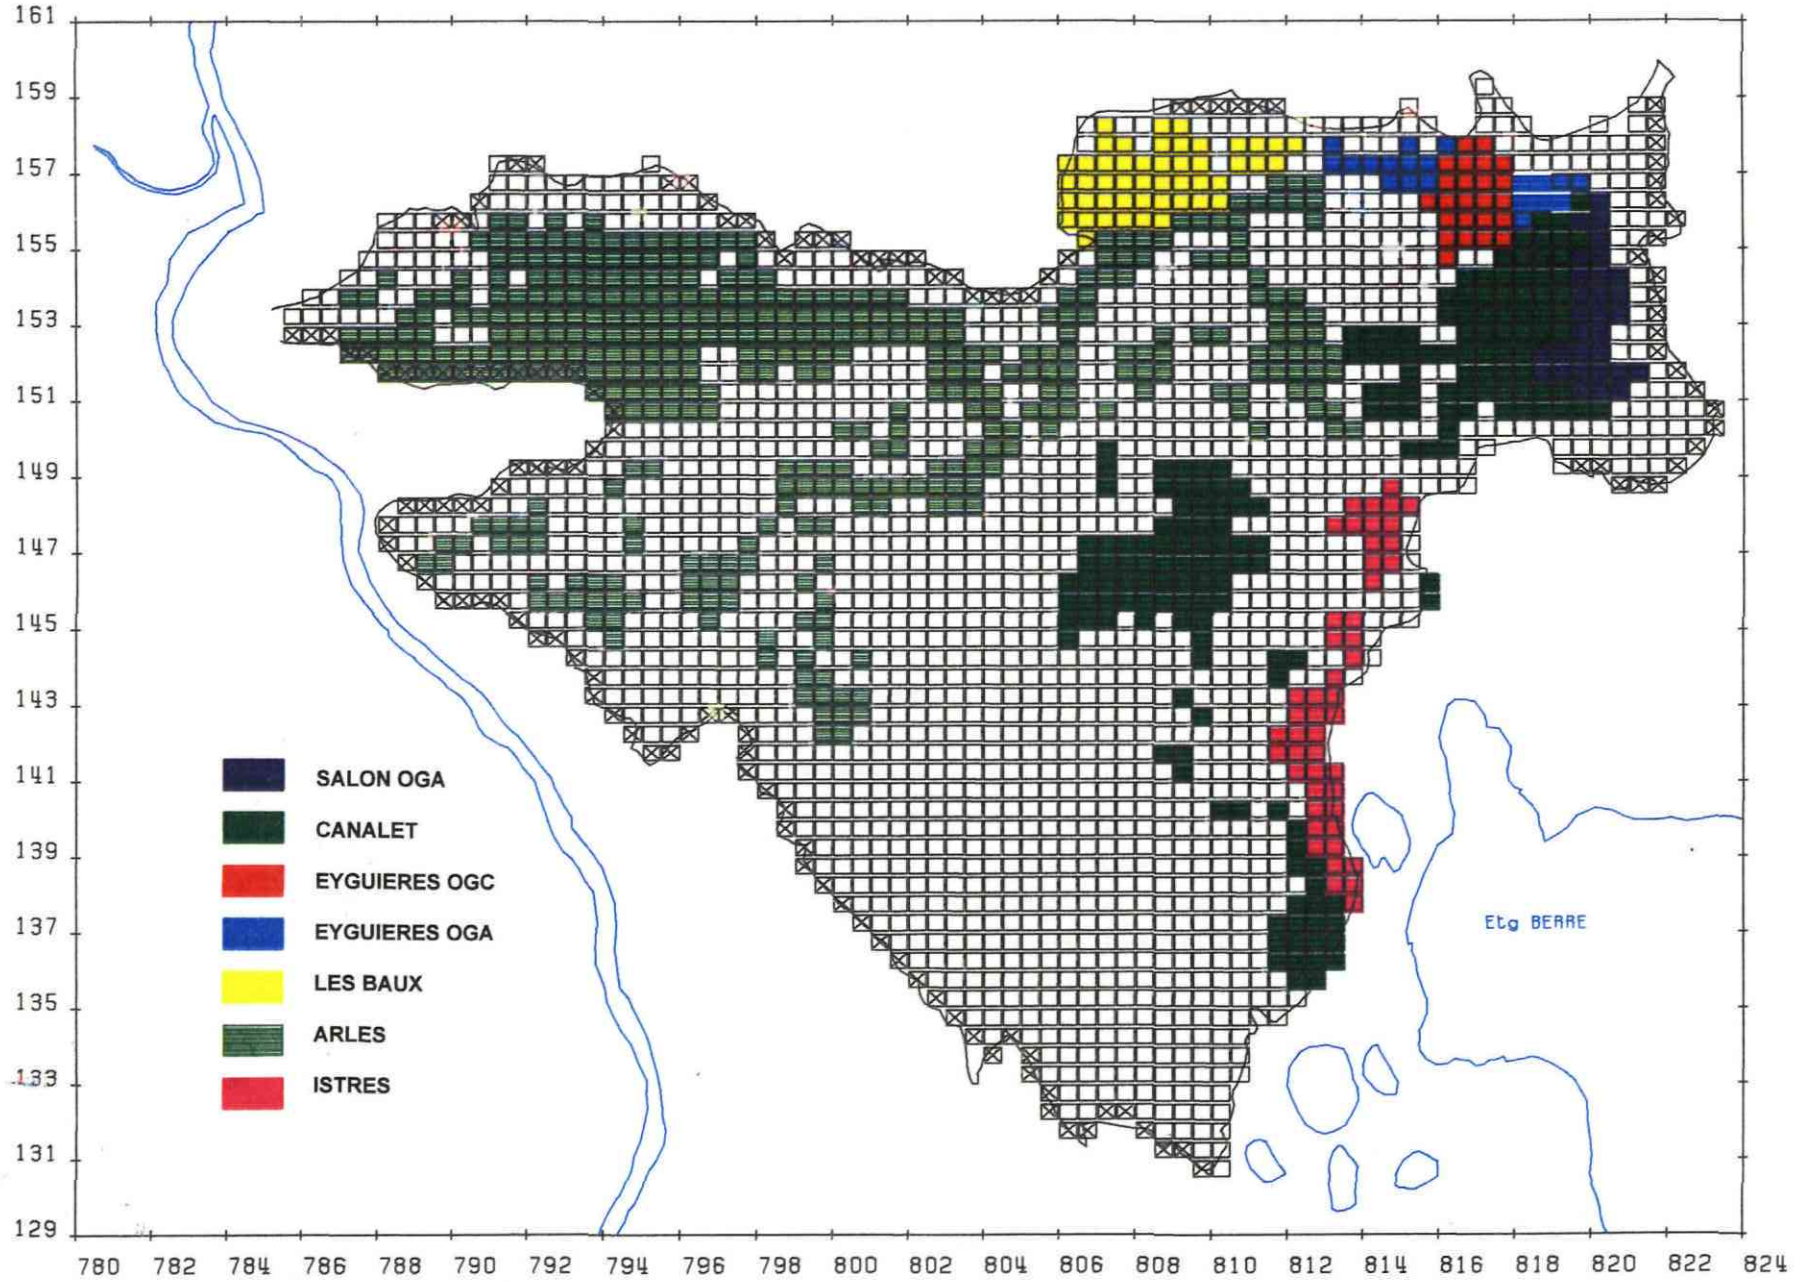 161
159
157
155
153
151
149
147
145
143
141
139
137
135
133
131
129
SALON OGA
CANALET
EYGUIERES OGC
EYGUIERES OGA
LES BAUX
ARLES
ISTRES
Etg BERRE
780 782 784 786 788 790 792 794 796 798 800 802 804 806 808 810 812 814 816 818 820 822 824